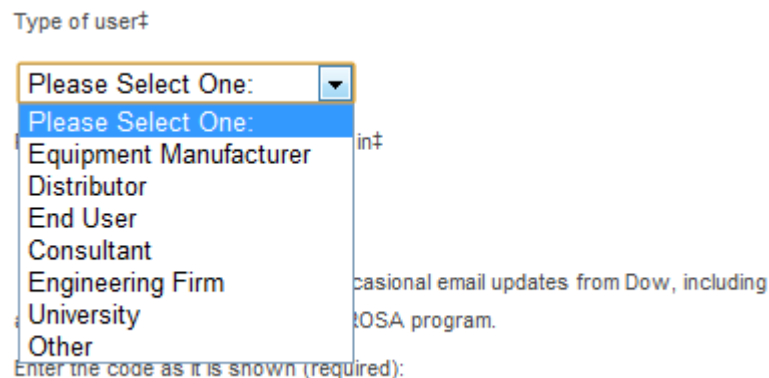 Type of user‡
Please Select One:
Please Select One:
Equipment Manufacturer
in‡
Distributor
End User
Consultant
Engineering Firm
casional email updates from Dow, including
University
ROSA program.
Other
Enter the code as it is shown (required):